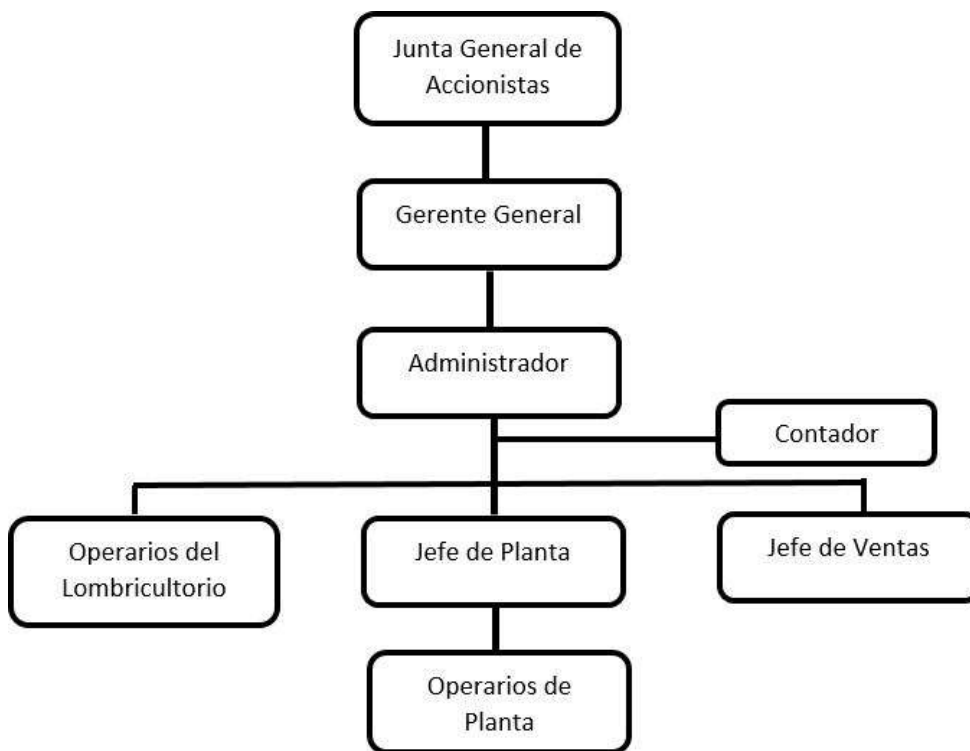 Junta General de
Accionistas
Gerente General
Administrador
Contador
Operarios del
Lombricultorio
Jefe de Planta
Jefe de Ventas
Operarios de
Planta